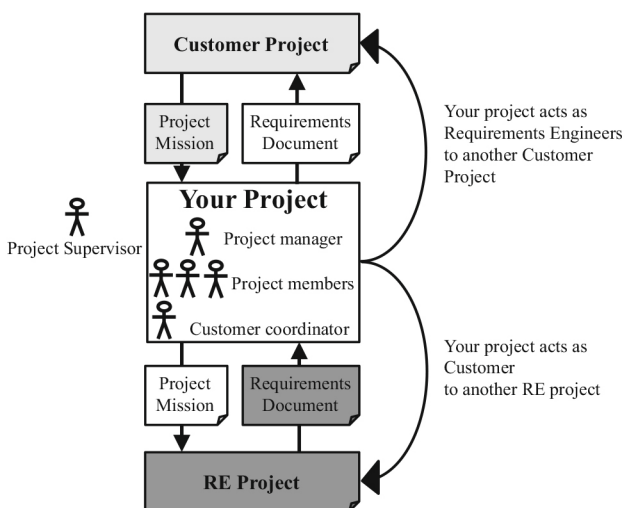 Customer Project
Project
Mission
Requirements
Document
Your project acts as
Requirements Engineers
to another Customer
Project
Your Project
Project Supervisor
Project manager
Project members
Customer coordinator
Project
Mission
Requirements
Document
Your project acts as
Customer
to another RE project
RE Project